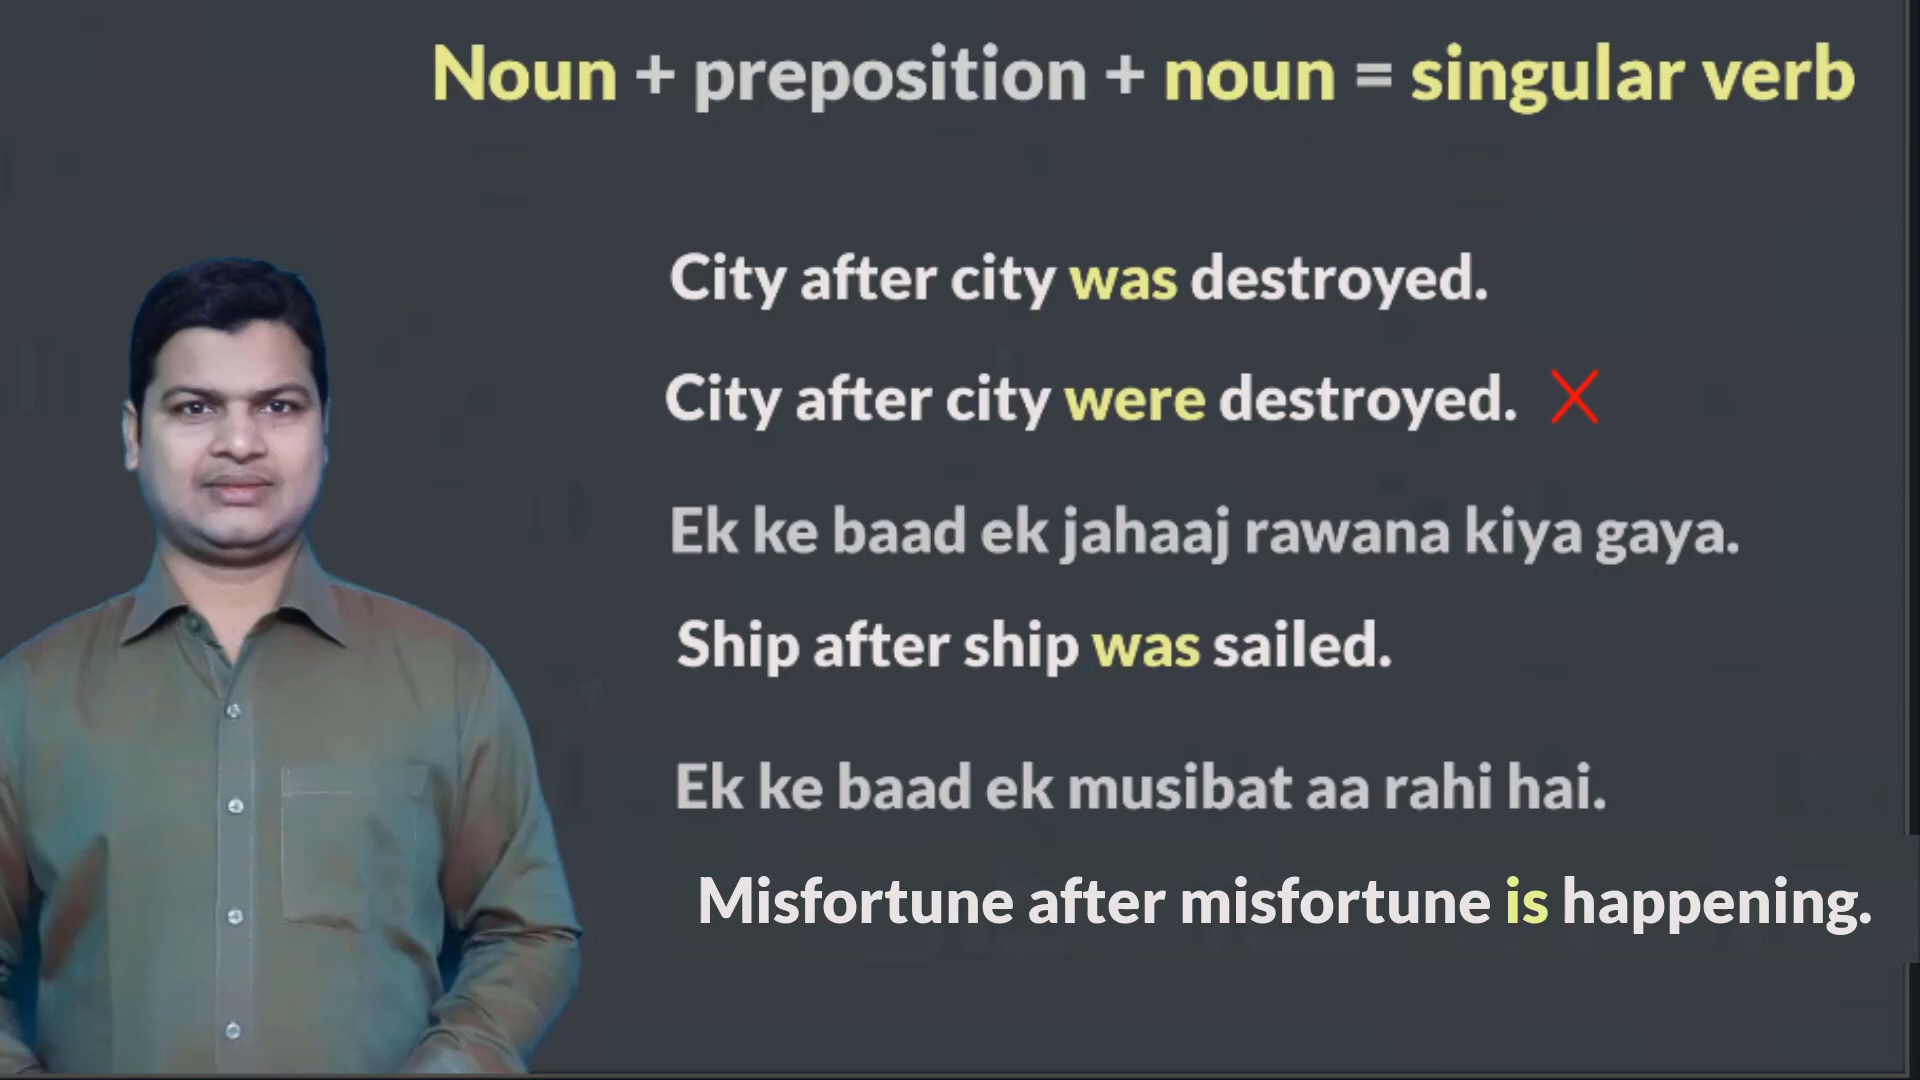 Noun + preposition + noun = singular verb
City after city was destroyed.
City after city were destroyed.
Ek ke baad ek jahaaj rawana kiya gaya.
Ship after ship was sailed.
Ek ke baad ek musibat aa rahi hai.
Misfortune after misfortune is happening.